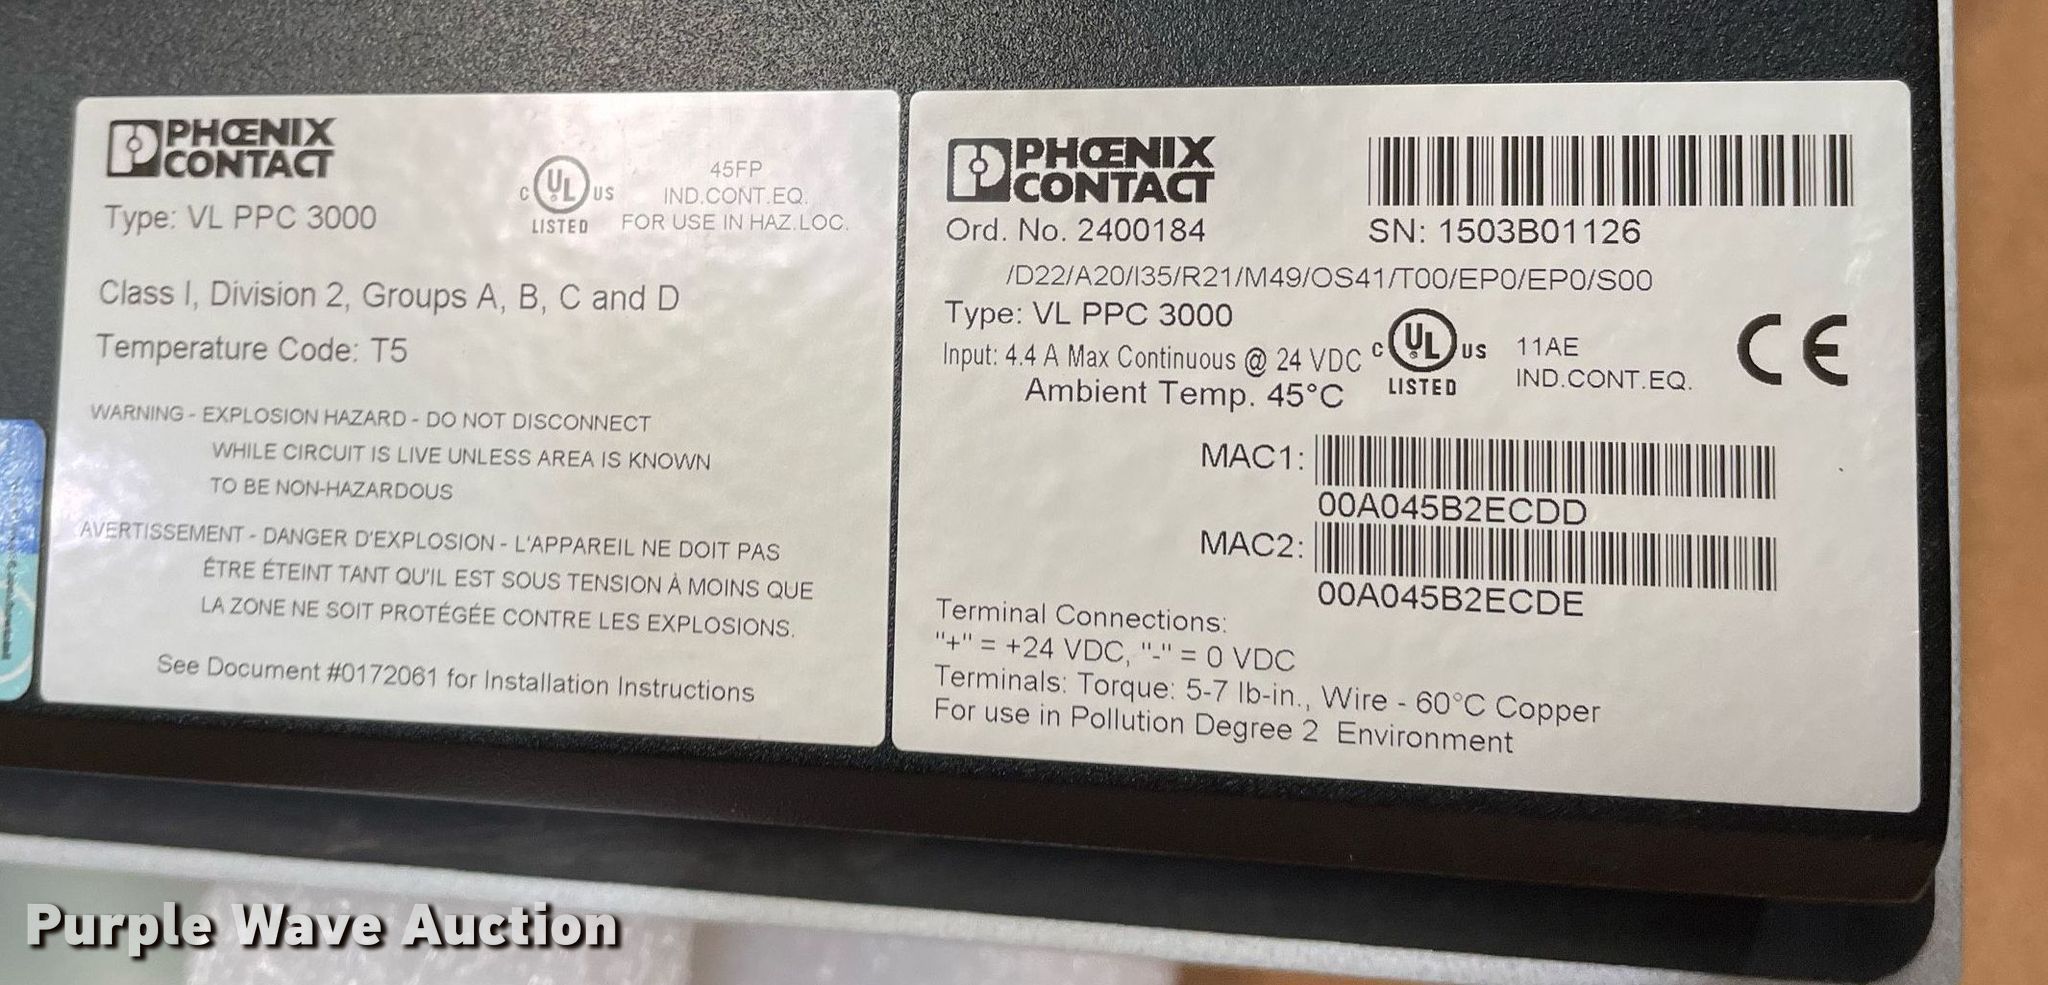 PHŒNIX
CONTACT
Type: VL PPC 3000
C UL US
LISTED
45FP
IND.CONT.EQ.
FOR USE IN HAZ.LOC.
Class I, Division 2, Groups A, B, C and D
Temperature Code: T5
WARNING - EXPLOSION HAZARD - DO NOT DISCONNECT
WHILE CIRCUIT IS LIVE UNLESS AREA IS KNOWN
TO BE NON-HAZARDOUS
AVERTISSEMENT - DANGER D'EXPLOSION - L'APPAREIL NE DOIT PAS
ÊTRE ÉTEINT TANT QU'IL EST SOUS TENSION À MOINS QUE
LA ZONE NE SOIT PROTÉGÉE CONTRE LES EXPLOSIONS.
See Document #0172061 for Installation Instructions
PHŒNIX
CONTACT
Ord. No. 2400184
SN: 1503B01126
/D22/A20/I35/R21/M49/OS41/T00/EP0/EP0/S00
Type: VL PPC 3000
Input: 4.4 A Max Continuous @ 24 VDC
Ambient Temp. 45°C
C UL US
LISTED
11AE
IND.CONT.EQ.
CE
MAC1:
00A045B2ECDD
MAC2:
00A045B2ECDE
Terminal Connections:
"+" = +24 VDC, "-" = 0 VDC
Terminals: Torque: 5-7 lb-in., Wire - 60°C Copper
For use in Pollution Degree 2 Environment
Purple Wave Auction